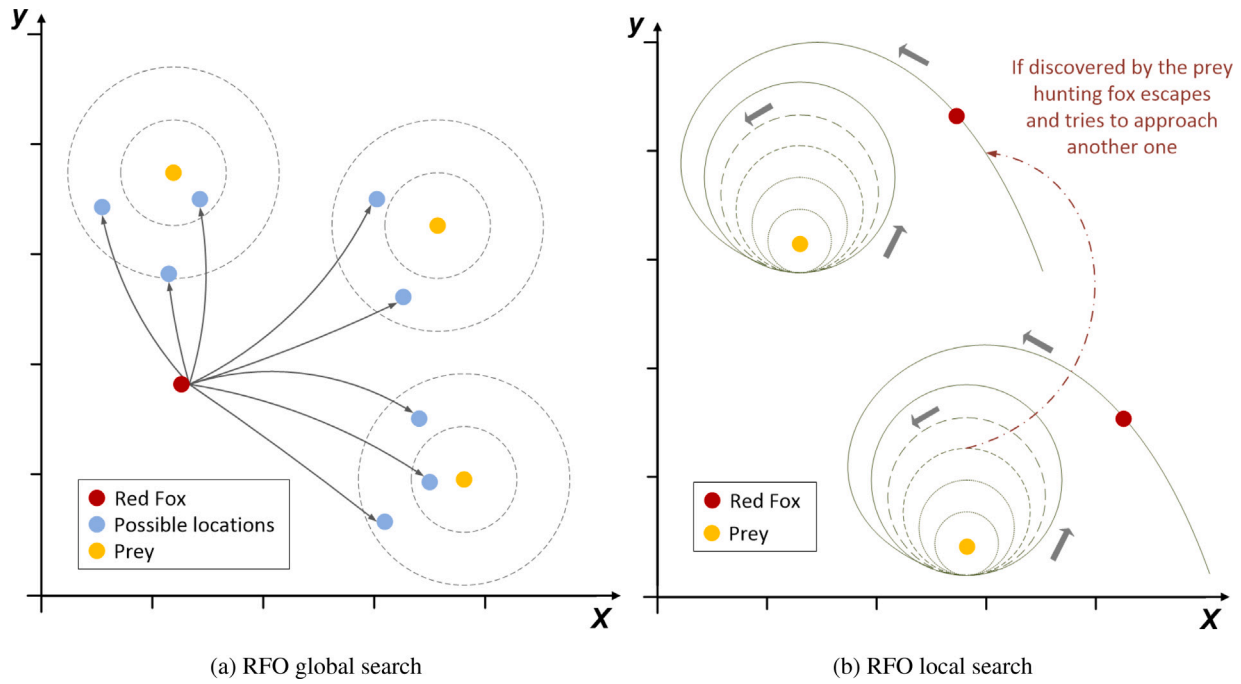 y
Red Fox
Possible locations
Prey
X
(a) RFO global search
y
If discovered by the prey
hunting fox escapes
and tries to approach
another one
Red Fox
Prey
X
(b) RFO local search